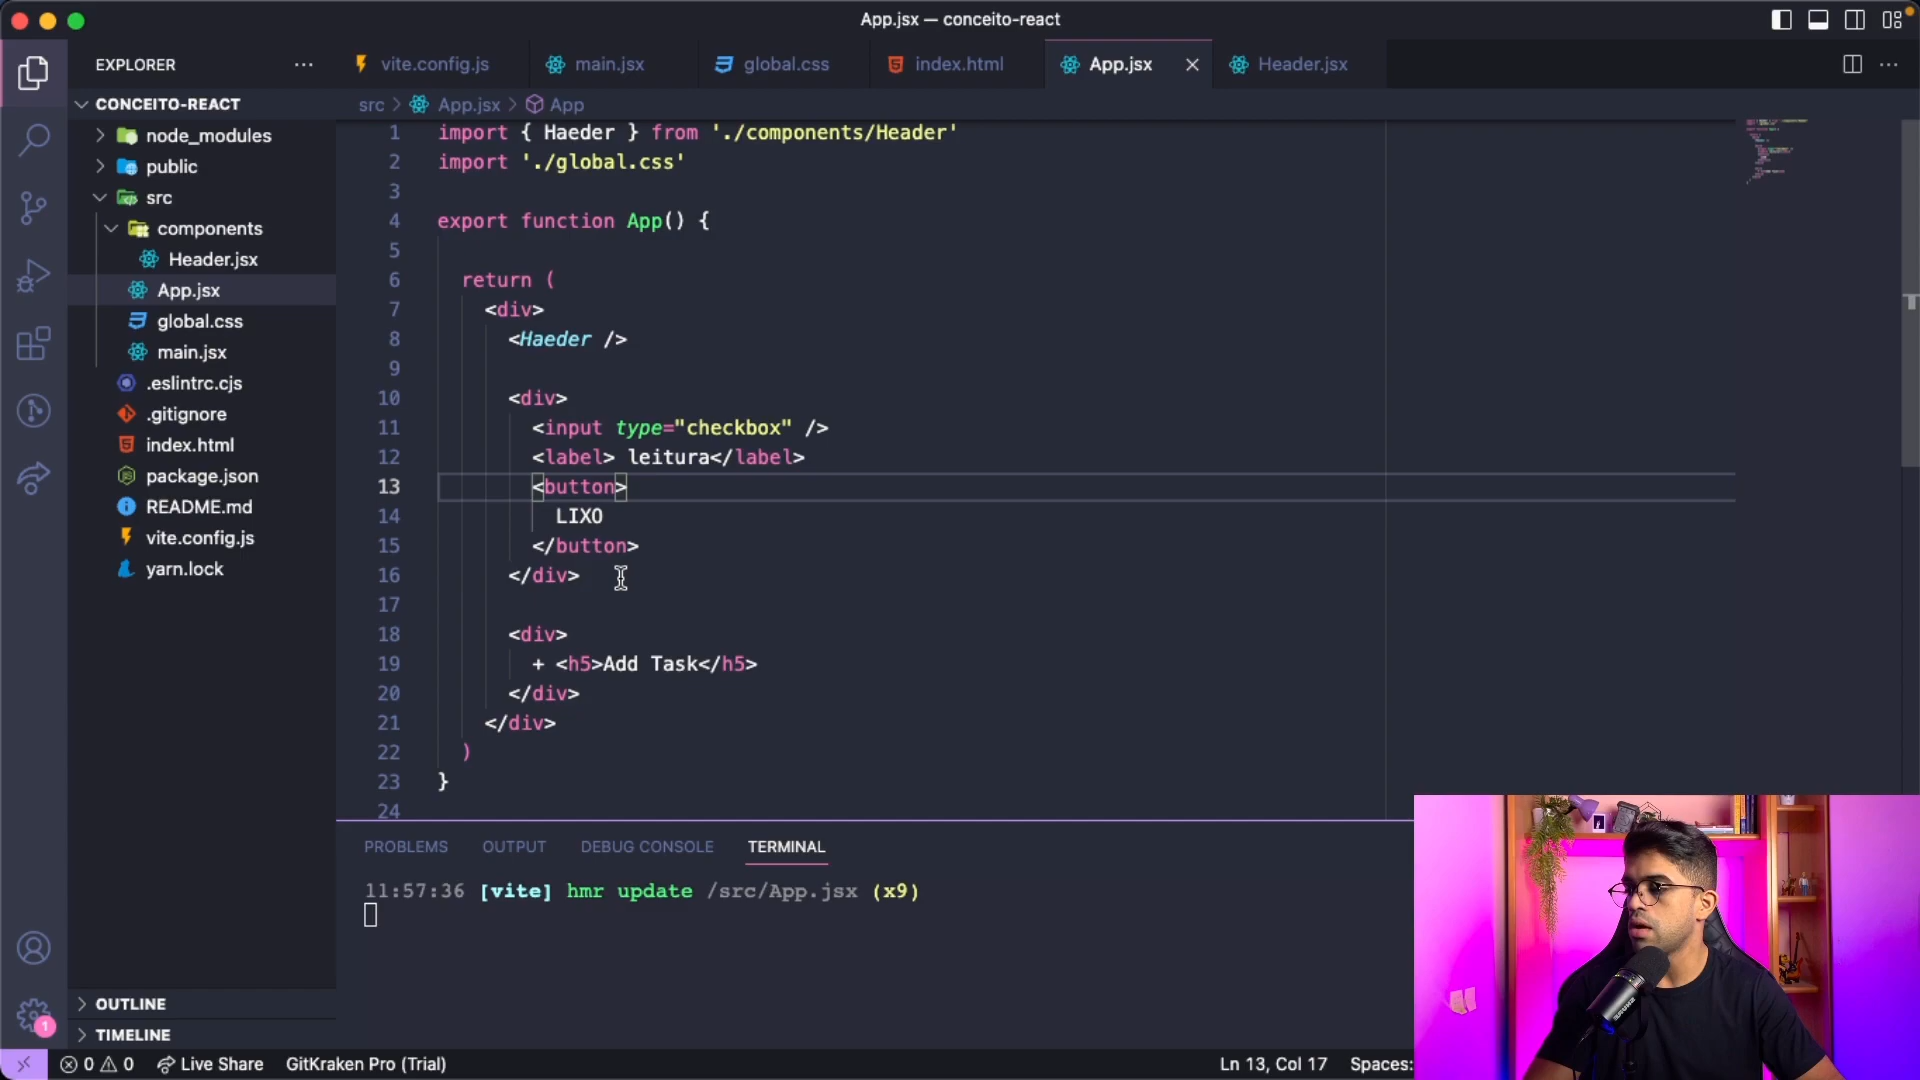 App.jsx — conceito-react
EXPLORER
vite.config.js
main.jsx
global.css
index.html
App.jsx
Header.jsx
CONCEITO-REACT
node_modules
public
src
components
Header.jsx
App.jsx
global.css
main.jsx
.eslintrc.cjs
.gitignore
index.html
package.json
README.md
vite.config.js
yarn.lock
OUTLINE
TIMELINE
src > App.jsx > App
1 import { Haeder } from './components/Header'
2 import './global.css'
3
4 export function App() {
5
6 return (
7 <div>
8 <Haeder />
9
10 <div>
11 <input type="checkbox" />
12 <label> leitura</label>
13 <button>
14 LIXO
15 </button>
16 </div>
17
18 <div>
19 + <h5>Add Task</h5>
20 </div>
21 </div>
22 )
23 }
24
PROBLEMS OUTPUT DEBUG CONSOLE TERMINAL
11:57:36 [vite] hmr update /src/App.jsx (x9)
1
0 0 Live Share GitKraken Pro (Trial) Ln 13, Col 17 Spaces: